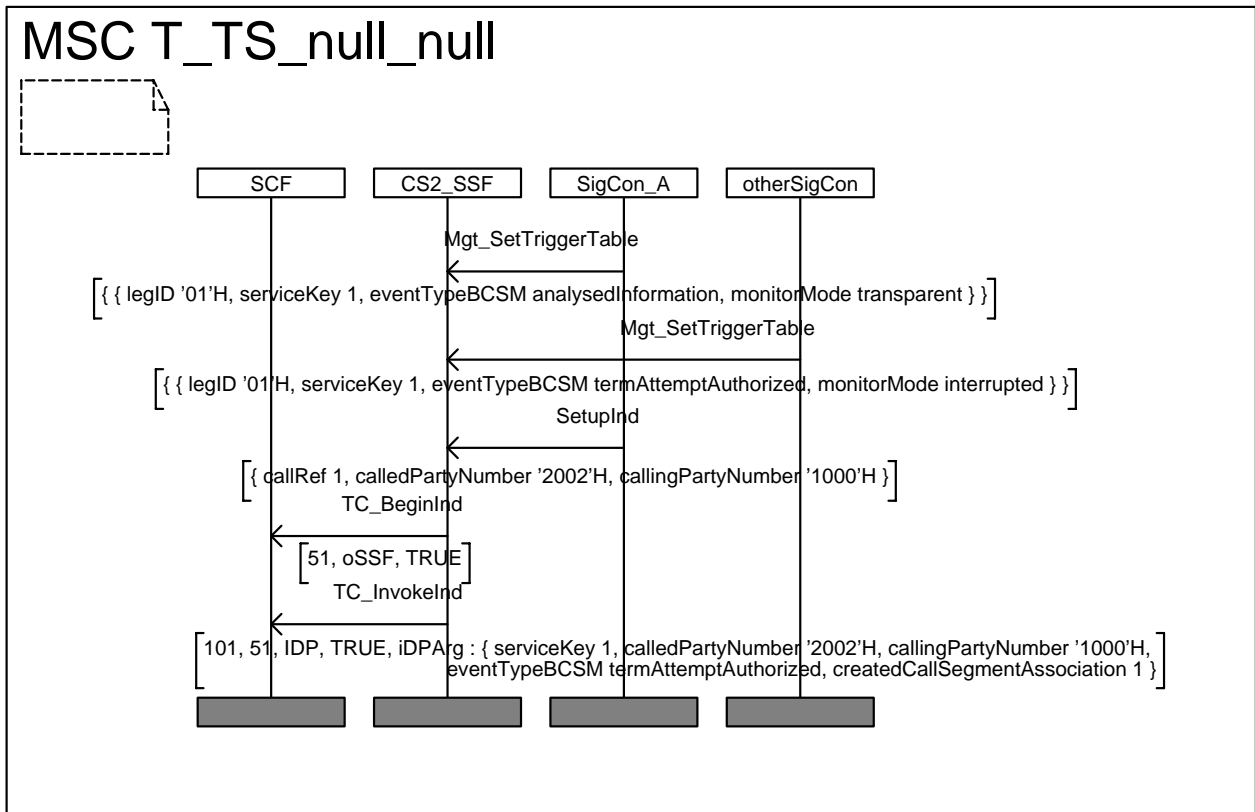 MSC T_TS_null_null
SCF CS2_SSF SigCon_A otherSigCon
Mgt_SetTriggerTable
{ { legID ’01’H, serviceKey 1, eventTypeBCSM analysedInformation, monitorMode transparent } }
Mgt_SetTriggerTable
{ { legID ’01’H, serviceKey 1, eventTypeBCSM termAttemptAuthorized, monitorMode interrupted } }
SetupInd
{ callRef 1, calledPartyNumber ’2002’H, callingPartyNumber ’1000’H }
TC_BeginInd
51, oSSF, TRUE
TC_InvokeInd
101, 51, IDP, TRUE, iDPArg : { serviceKey 1, calledPartyNumber ’2002’H, callingPartyNumber ’1000’H,
eventTypeBCSM termAttemptAuthorized, createdCallSegmentAssociation 1 }